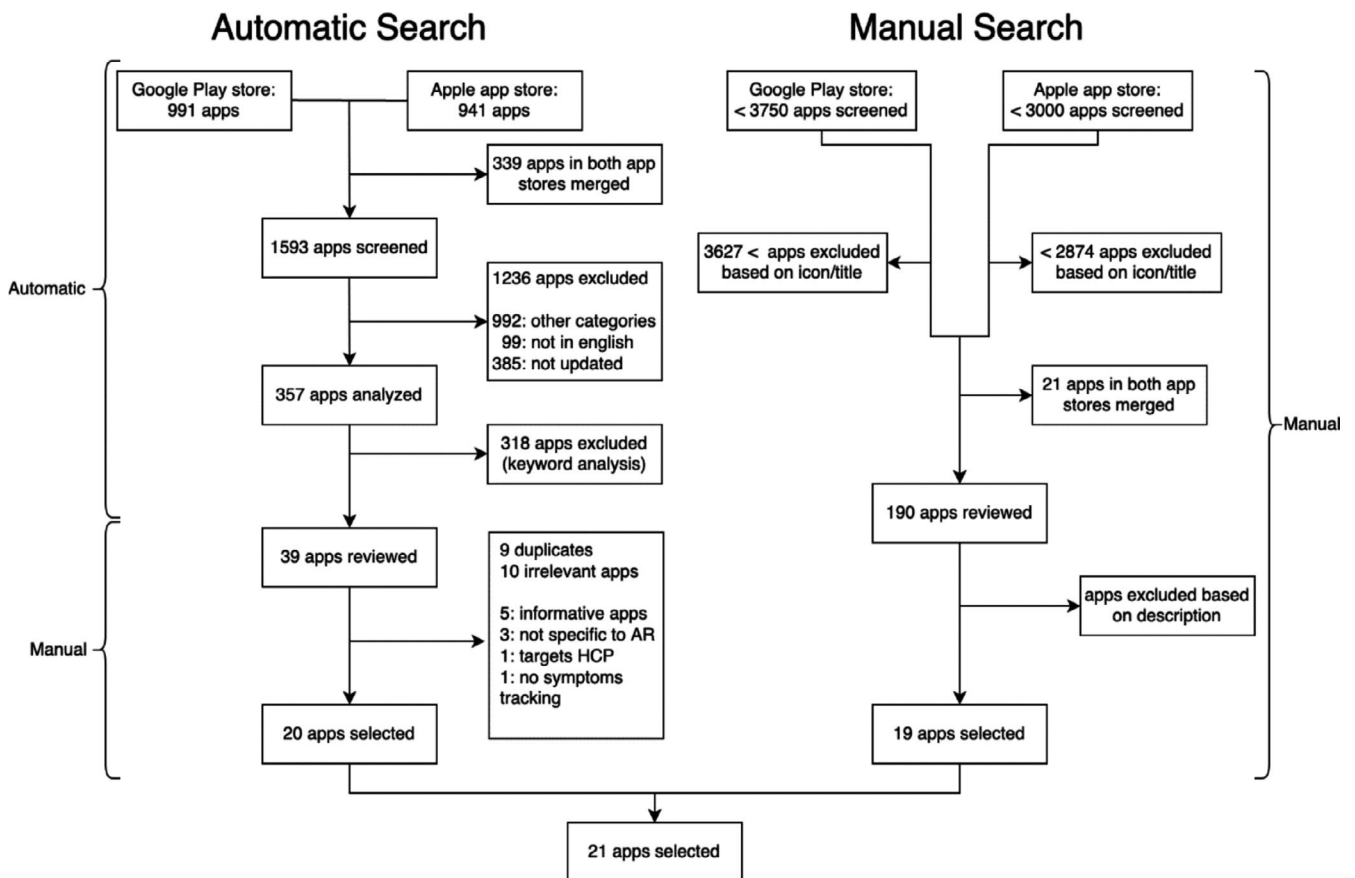 Automatic Search
Manual Search
Google Play store:
991 apps
Apple app store:
941 apps
339 apps in both app
stores merged
1593 apps screened
1236 apps excluded
992: other categories
99: not in english
385: not updated
357 apps analyzed
318 apps excluded
(keyword analysis)
Automatic
39 apps reviewed
9 duplicates
10 irrelevant apps
5: informative apps
3: not specific to AR
1: targets HCP
1: no symptoms
tracking
20 apps selected
Manual
Google Play store:
< 3750 apps screened
Apple app store:
< 3000 apps screened
3627 < apps excluded
based on icon/title
< 2874 apps excluded
based on icon/title
21 apps in both app
stores merged
190 apps reviewed
apps excluded based
on description
19 apps selected
Manual
21 apps selected